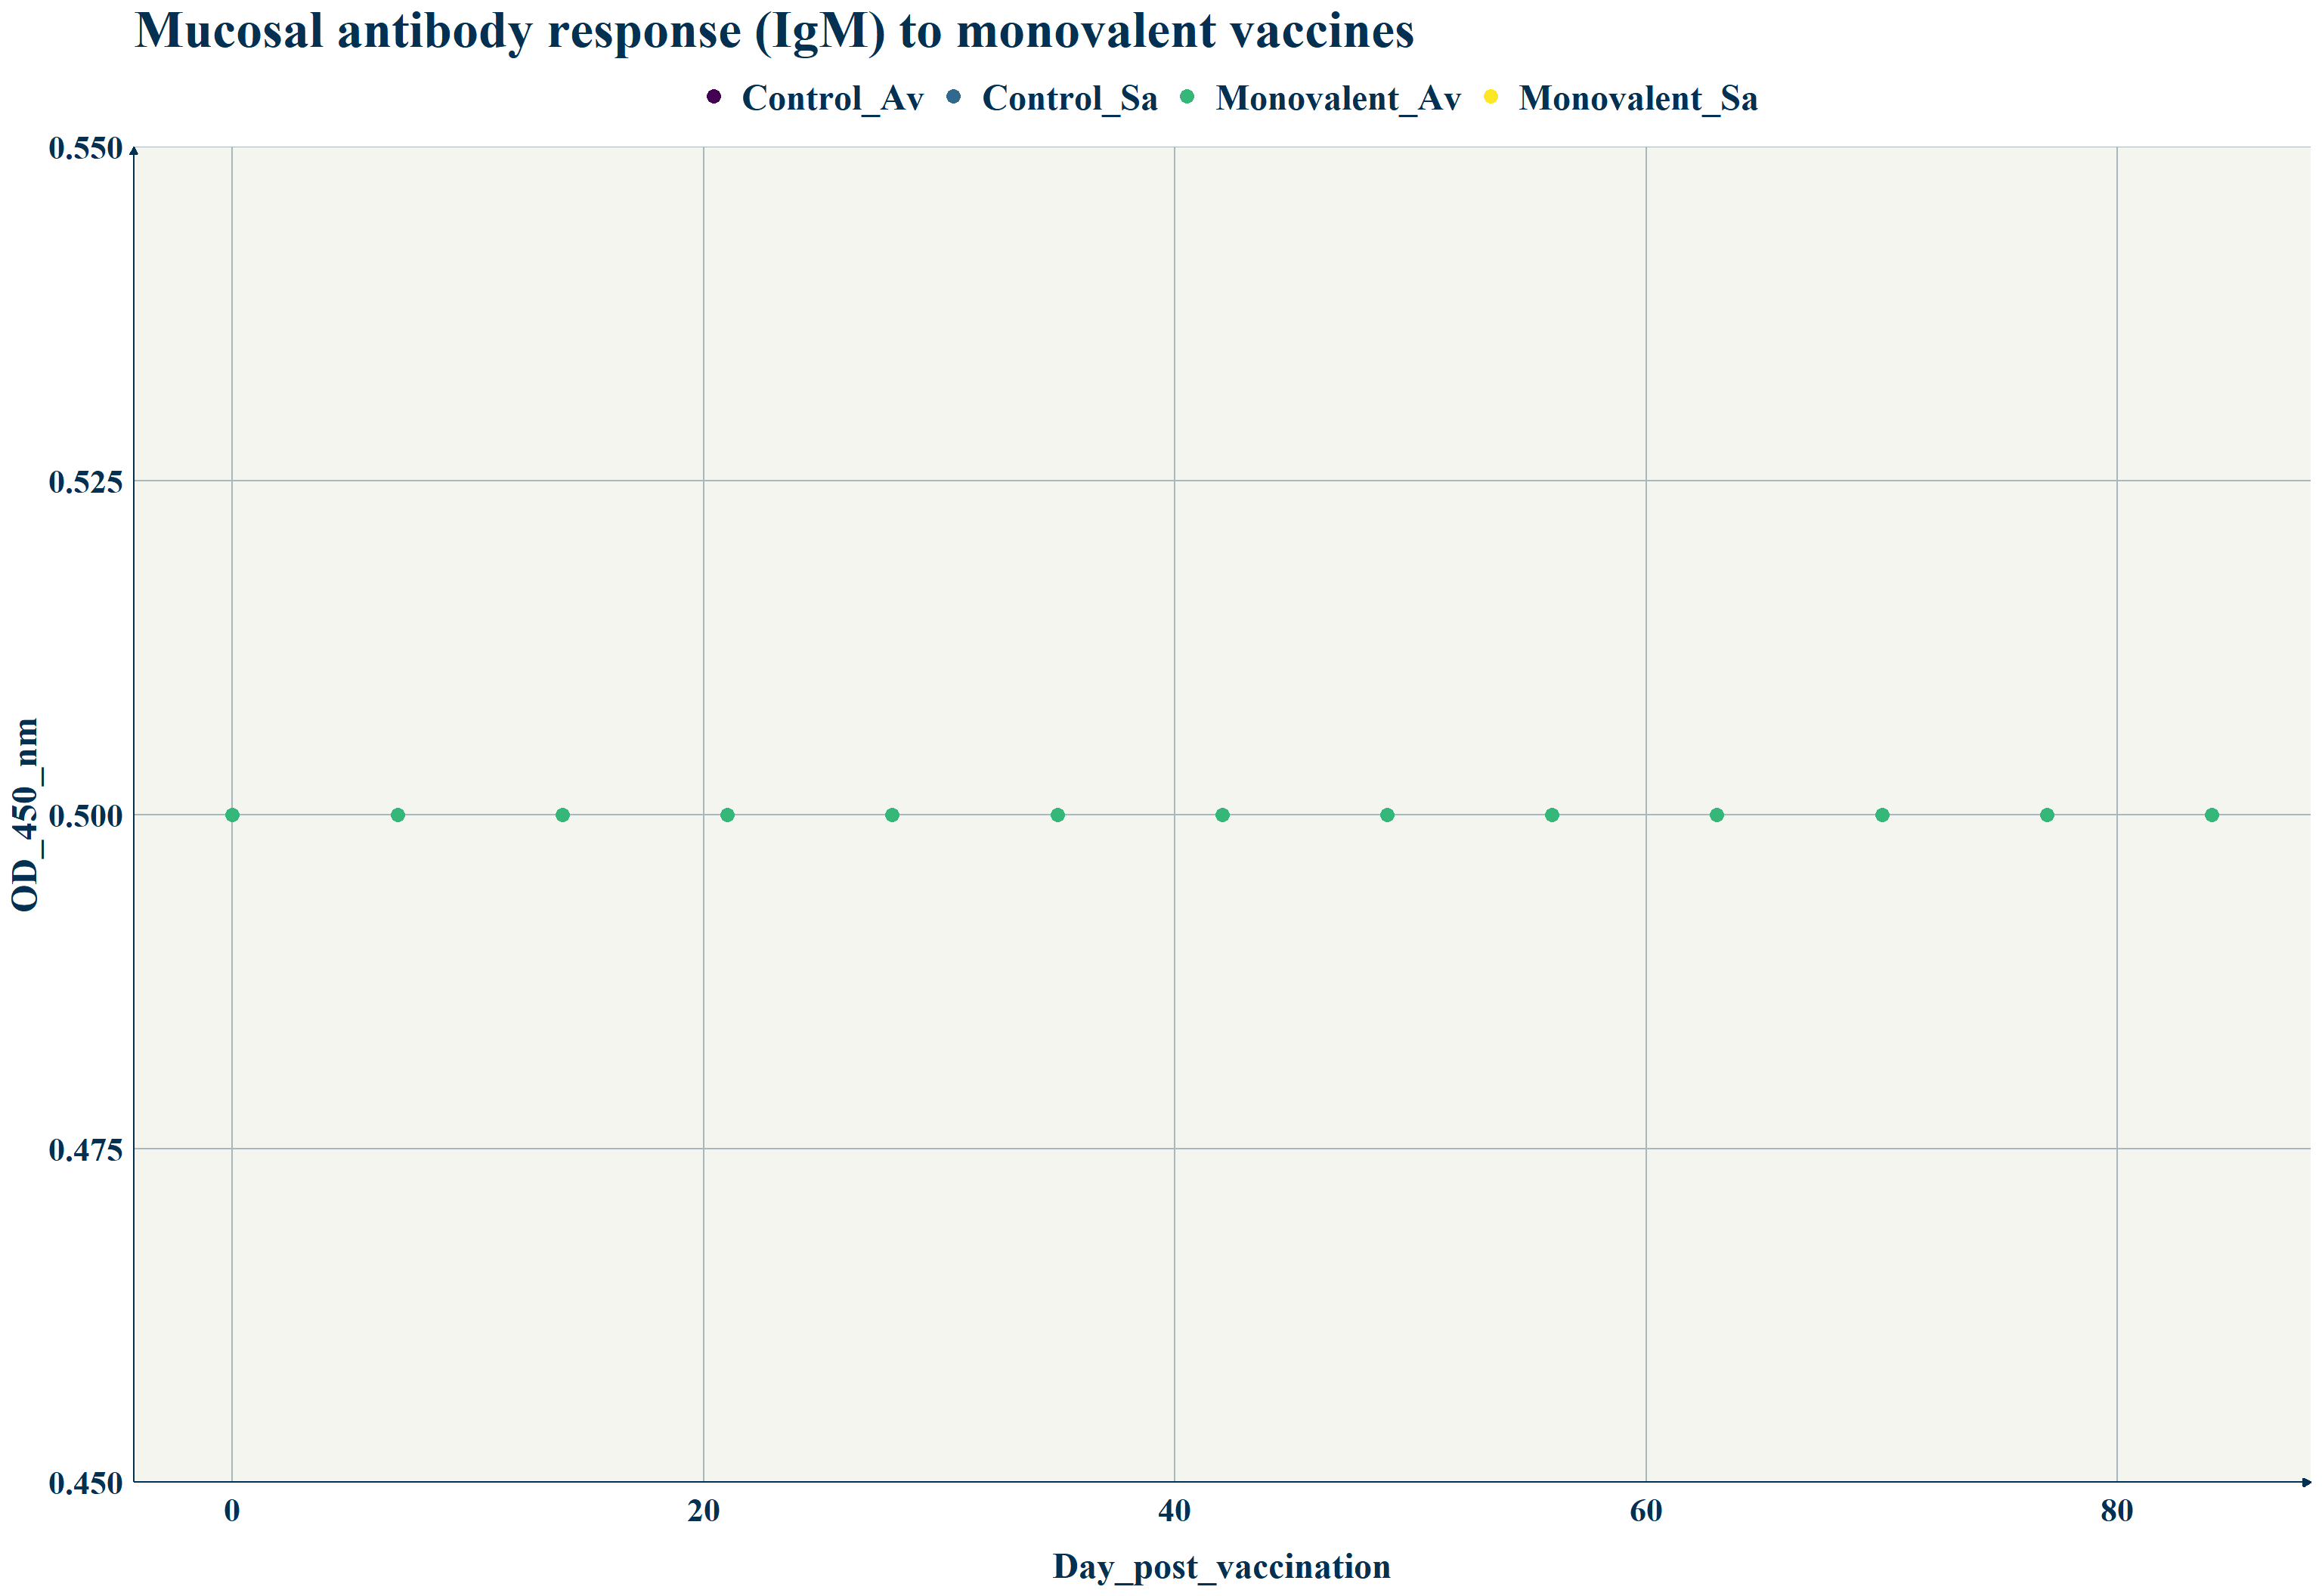 Mucosal antibody response (IgM) to monovalent vaccines
Control_Av Control_Sa Monovalent_Av Monovalent_Sa
0.550
0.525
0.500
0.475
0.450
OD_450_nm
0 20 40 60 80
Day_post_vaccination